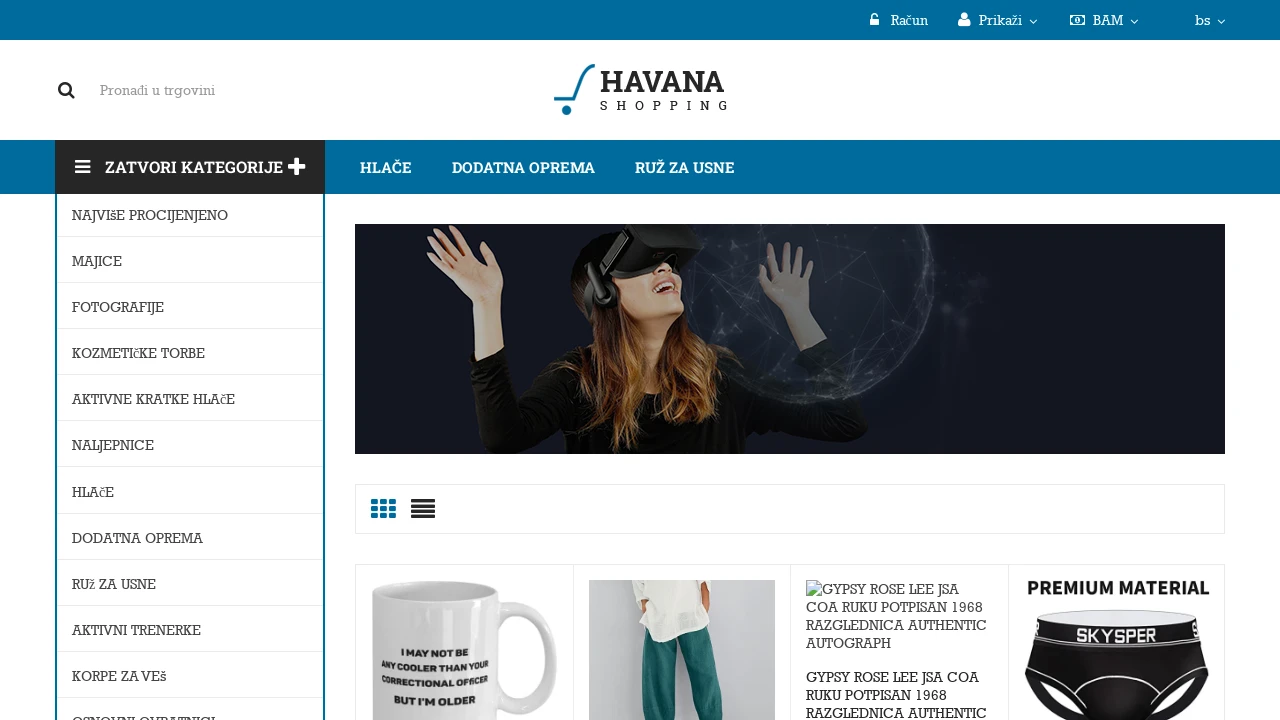 Račun
Prikaži
BAM
bs
Pronađi u trgovini
HAVANA
SHOPPING
ZATVORI KATEGORIJE
HLAČE
DODATNA OPREMA
RUŽ ZA USNE
NAJVIšE PROCIJENJENO
MAJICE
FOTOGRAFIJE
KOZMETIčKE TORBE
AKTIVNE KRATKE HLAčE
NALJEPNICE
HLAčE
DODATNA OPREMA
RUž ZA USNE
AKTIVNI TRENERKE
KORPE ZA VEš
OSNOVNI OVRATNICI
I MAY NOT BE
ANY COOLER THAN YOUR
CORRECTIONAL OFFICER
BUT I'M OLDER
GYPSY ROSE LEE JSA
COA RUKU POTPISAN 1968
RAZGLEDNICA AUTHENTIC
AUTOGRAPH
GYPSY ROSE LEE JSA COA
RUKU POTPISAN 1968
RAZGLEDNICA AUTHENTIC
PREMIUM MATERIAL
SKYSPER